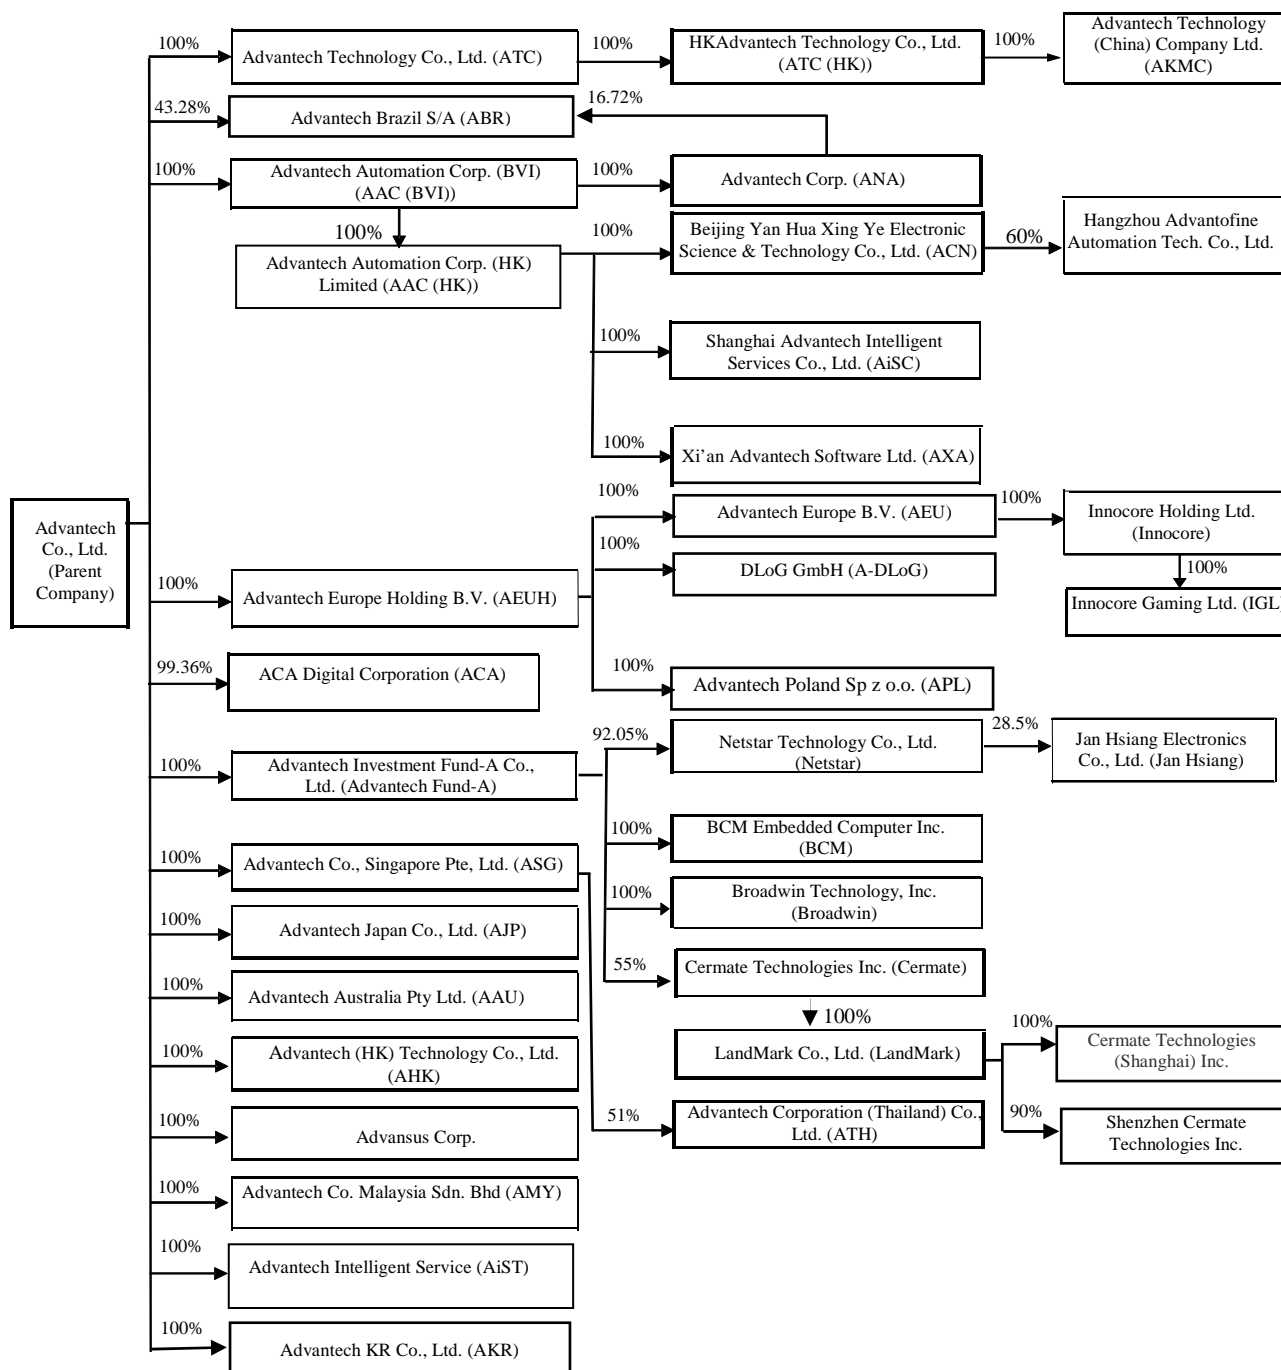 100%
Advantech Technology Co., Ltd. (ATC)
100%
HKAdvantech Technology Co., Ltd.
(ATC (HK))
100%
Advantech Technology
(China) Company Ltd.
(AKMC)
43.28%
Advantech Brazil S/A (ABR)
16.72%
100%
Advantech Automation Corp. (BVI)
(AAC (BVI))
100%
Advantech Corp. (ANA)
100%
Advantech Automation Corp. (HK)
Limited (AAC (HK))
100%
Beijing Yan Hua Xing Ye Electronic
Science & Technology Co., Ltd. (ACN)
60%
Hangzhou Advantofine
Automation Tech. Co., Ltd.
100%
Shanghai Advantech Intelligent
Services Co., Ltd. (AiSC)
100%
Xi’an Advantech Software Ltd. (AXA)
Advantech
Co., Ltd.
(Parent
Company)
100%
Advantech Europe Holding B.V. (AEUH)
100%
Advantech Europe B.V. (AEU)
100%
Innocore Holding Ltd.
(Innocore)
100%
DLoG GmbH (A-DLoG)
100%
Innocore Gaming Ltd. (IGL)
100%
Advantech Poland Sp z o.o. (APL)
99.36%
ACA Digital Corporation (ACA)
100%
Advantech Investment Fund-A Co.,
Ltd. (Advantech Fund-A)
92.05%
Netstar Technology Co., Ltd.
(Netstar)
28.5%
Jan Hsiang Electronics
Co., Ltd. (Jan Hsiang)
100%
BCM Embedded Computer Inc.
(BCM)
100%
Advantech Co., Singapore Pte, Ltd. (ASG)
100%
Broadwin Technology, Inc.
(Broadwin)
100%
Advantech Japan Co., Ltd. (AJP)
55%
Cermate Technologies Inc. (Cermate)
100%
Advantech Australia Pty Ltd. (AAU)
100%
LandMark Co., Ltd. (LandMark)
100%
Cermate Technologies
(Shanghai) Inc.
100%
Advantech (HK) Technology Co., Ltd.
(AHK)
51%
Advantech Corporation (Thailand) Co.,
Ltd. (ATH)
90%
Shenzhen Cermate
Technologies Inc.
100%
Advansus Corp.
100%
Advantech Co. Malaysia Sdn. Bhd (AMY)
100%
Advantech Intelligent Service (AiST)
100%
Advantech KR Co., Ltd. (AKR)